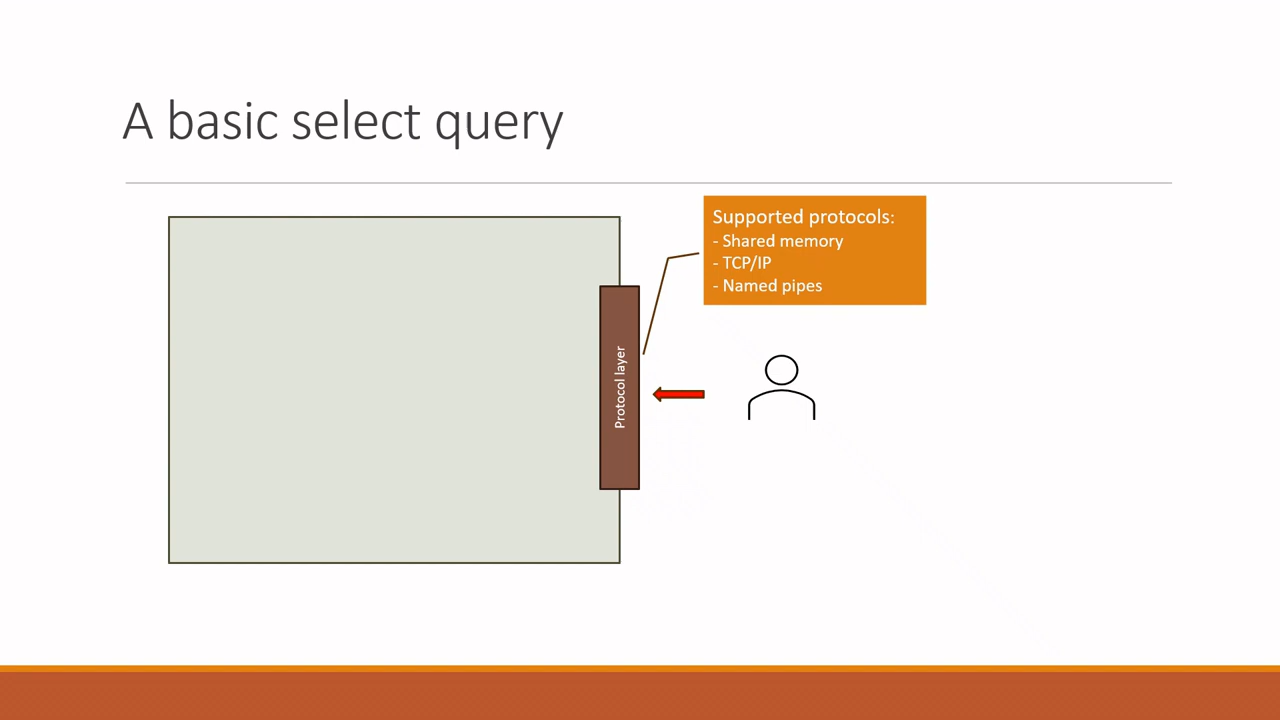 A basic select query
Supported protocols:
- Shared memory
- TCP/IP
- Named pipes
Protocol layer